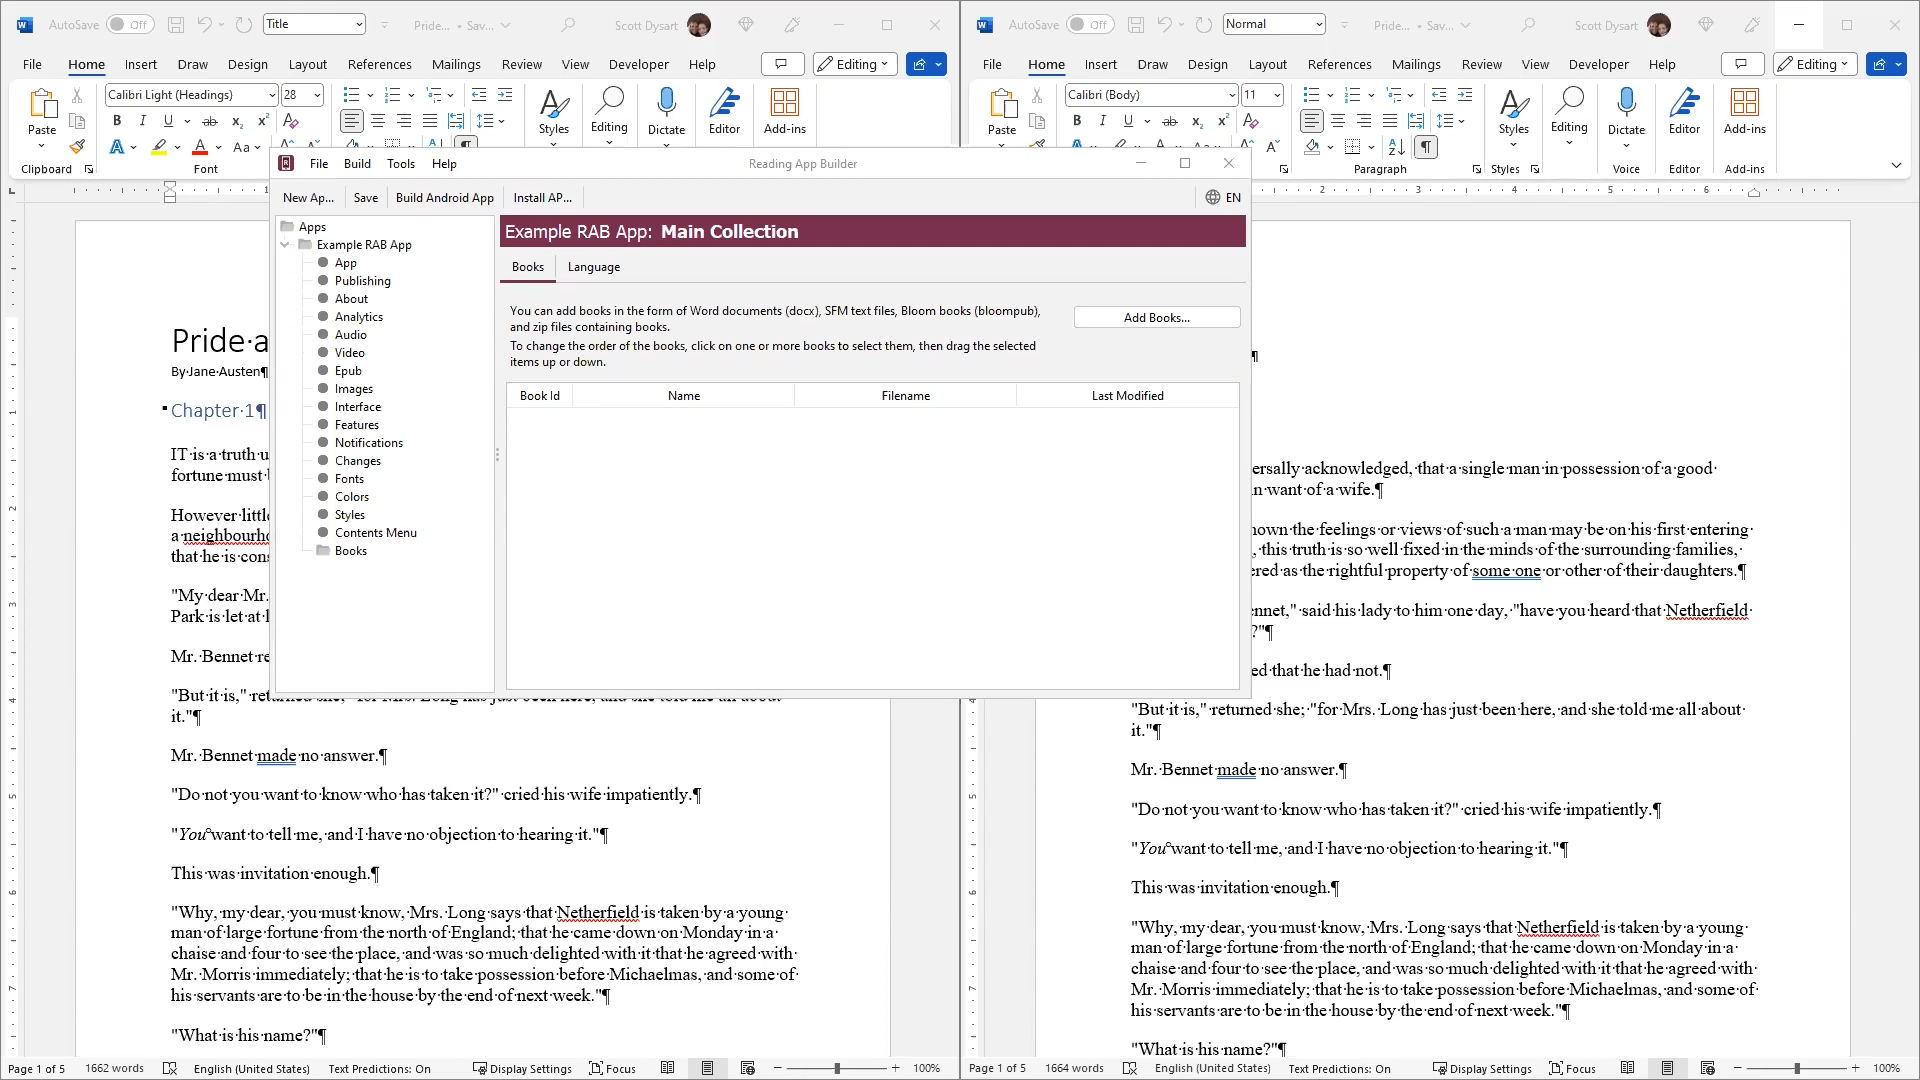 AutoSave Off Title Pride... • Sav... Scott Dysart
File Home Insert Draw Design Layout References Mailings Review View Developer Help Editing
Calibri Light (Headings) 28
Paste Styles Editing Dictate Editor Add-ins
Clipboard Font
AutoSave Off Normal Pride... • Sav... Scott Dysart
File Home Insert Draw Design Layout References Mailings Review View Developer Help Editing
Calibri (Body) 11
Paste Styles Editing Dictate Editor Add-ins
Paragraph Styles Voice Editor Add-ins
File Build Tools Help Reading App Builder
New Ap... Save Build Android App Install AP... EN
Apps
Example RAB App
App
Publishing
About
Analytics
Audio
Video
Epub
Images
Interface
Features
Notifications
Changes
Fonts
Colors
Styles
Contents Menu
Books
Example RAB App: Main Collection
Books Language
You can add books in the form of Word documents (docx), SFM text files, Bloom books (bloompub),
and zip files containing books.
To change the order of the books, click on one or more books to select them, then drag the selected
items up or down.
Add Books...
Book Id Name Filename Last Modified
Pride·a
By·Jane·Austen¶
Chapter·1¶
IT·is·a·truth·u
fortune·must·b
However·little
a·neighbourho
that·he·is·cons
"My·dear·Mr.
Park·is·let·at·l
Mr.·Bennet·re
"But·it·is,"·returned·she;·"for·Mrs.·Long·has·just·been·here,·and·she·told·me·all·about·
it."¶
Mr.·Bennet·made·no·answer.¶
"Do·not·you·want·to·know·who·has·taken·it?"·cried·his·wife·impatiently.¶
"You°want·to·tell·me,·and·I·have·no·objection·to·hearing·it."¶
This·was·invitation·enough.¶
"Why,·my·dear,·you·must·know,·Mrs.·Long·says·that·Netherfield·is·taken·by·a·young·
man·of·large·fortune·from·the·north·of·England;·that·he·came·down·on·Monday·in·a·
chaise·and·four·to·see·the·place,·and·was·so·much·delighted·with·it·that·he·agreed·with·
Mr.·Morris·immediately;·that·he·is·to·take·possession·before·Michaelmas,·and·some·of·
his·servants·are·to·be·in·the·house·by·the·end·of·next·week."¶
"What·is·his·name?"¶
Page 1 of 5 1662 words English (United States) Text Predictions: On Display Settings Focus 100%
¶
ersally·acknowledged,·that·a·single·man·in·possession·of·a·good·
n·want·of·a·wife.¶
own·the·feelings·or·views·of·such·a·man·may·be·on·his·first·entering·
,·this·truth·is·so·well·fixed·in·the·minds·of·the·surrounding·families,·
ered·as·the·rightful·property·of·some·one·or·other·of·their·daughters.¶
nnet,"·said·his·lady·to·him·one·day,·"have·you·heard·that·Netherfield·
?"¶
ed·that·he·had·not.¶
"But·it·is,"·returned·she;·"for·Mrs.·Long·has·just·been·here,·and·she·told·me·all·about·
it."¶
Mr.·Bennet·made·no·answer.¶
"Do·not·you·want·to·know·who·has·taken·it?"·cried·his·wife·impatiently.¶
"You°want·to·tell·me,·and·I·have·no·objection·to·hearing·it."¶
This·was·invitation·enough.¶
"Why,·my·dear,·you·must·know,·Mrs.·Long·says·that·Netherfield·is·taken·by·a·young·
man·of·large·fortune·from·the·north·of·England;·that·he·came·down·on·Monday·in·a·
chaise·and·four·to·see·the·place,·and·was·so·much·delighted·with·it·that·he·agreed·with·
Mr.·Morris·immediately;·that·he·is·to·take·possession·before·Michaelmas,·and·some·of·
his·servants·are·to·be·in·the·house·by·the·end·of·next·week."¶
"What·is·his·name?"¶
Page 1 of 5 1664 words English (United States) Text Predictions: On Display Settings Focus 100%